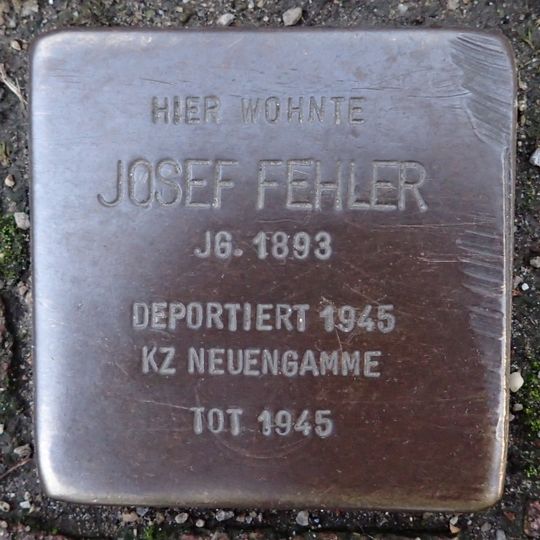 HIER WOHNTE
JOSEF FEHLER
JG. 1893
DEPORTIERT 1945
KZ NEUENGAMME
TOT 1945